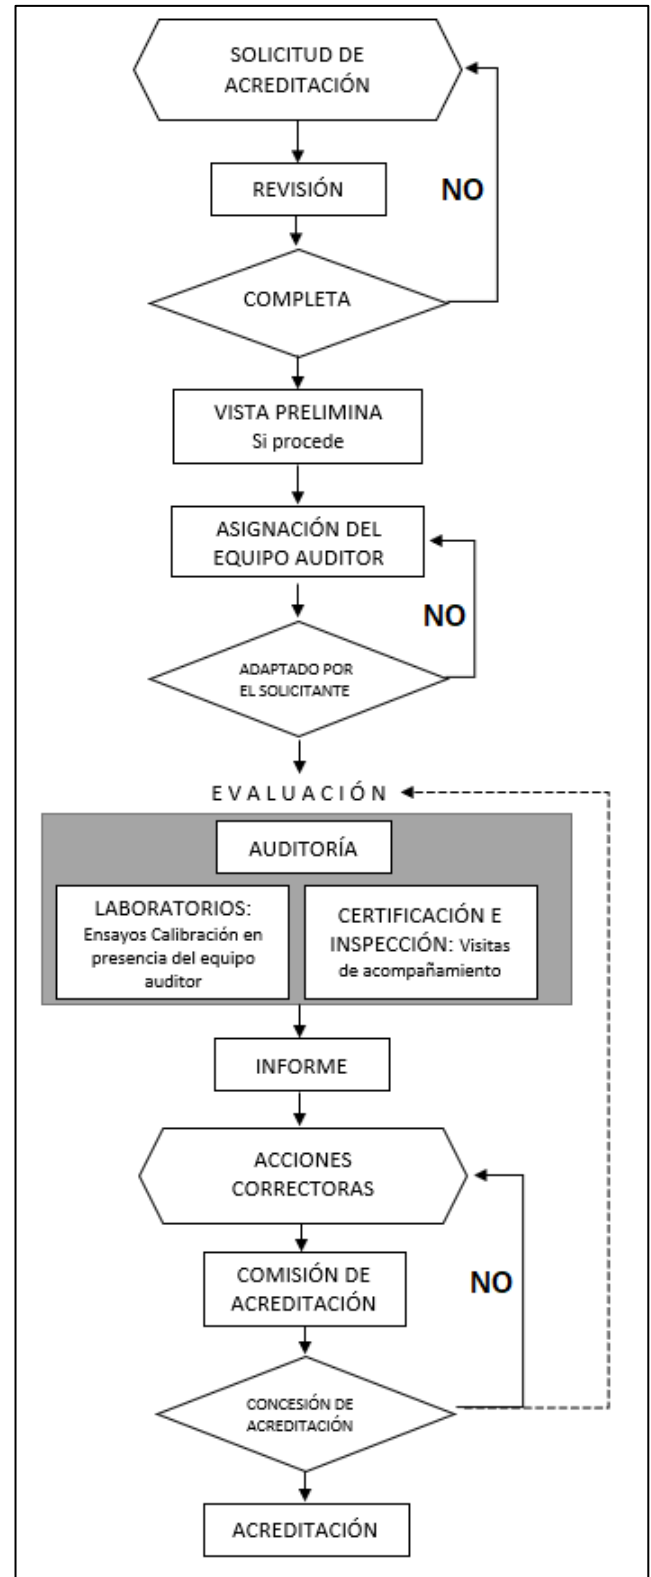 SOLICITUD DE
ACREDITACIÓN
NO
REVISIÓN
COMPLETA
VISTA PRELIMINA
Si procede
ASIGNACIÓN DEL
EQUIPO AUDITOR
NO
ADAPTADO POR
EL SOLICITANTE
EVALUACIÓN
AUDITORÍA
LABORATORIOS:
Ensayos Calibración en
presencia del equipo
auditor
CERTIFICACIÓN E
INSPECCIÓN: Visitas
de acompañamiento
INFORME
ACCIONES
CORRECTORAS
COMISIÓN DE
ACREDITACIÓN
NO
CONCESIÓN DE
ACREDITACIÓN
ACREDITACIÓN